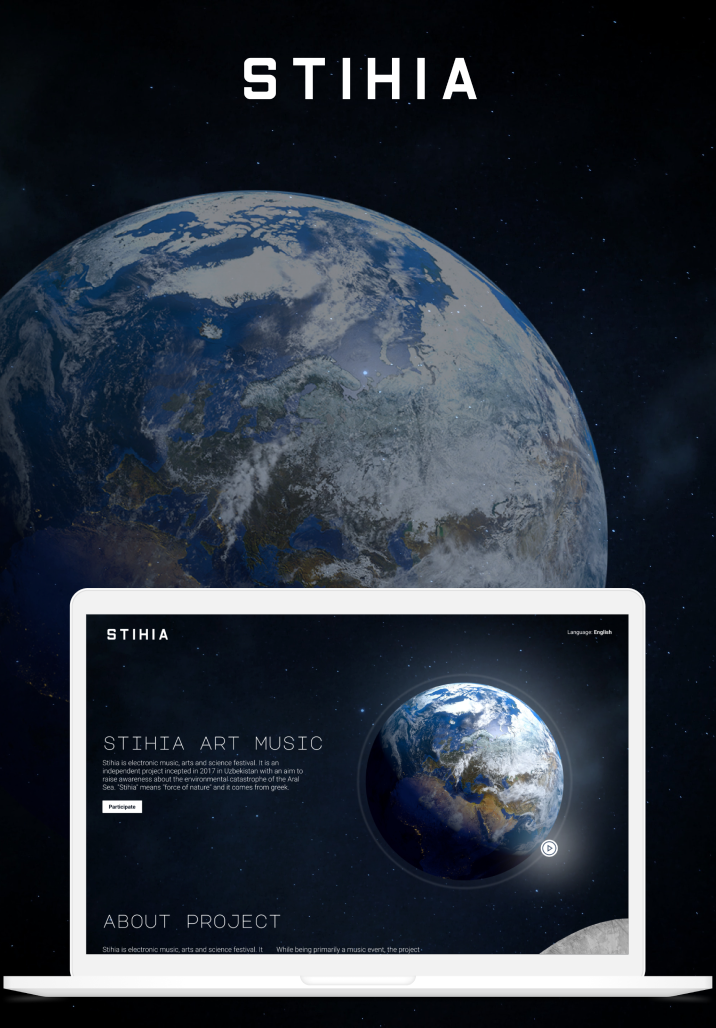 STIHIA
STIHIA
Language: English
STIHIA ART MUSIC
Stihia is electronic music, arts and science festival. It is an
independent project incepted in 2017 in Uzbekistan with an aim to
raise awareness about the environmental catastrophe of the Aral
Sea. "Stihia" means "force of nature" and it comes from greek.
Participate
ABOUT PROJECT
Stihia is electronic music, arts and science festival. It
While being primarily a music event, the project -